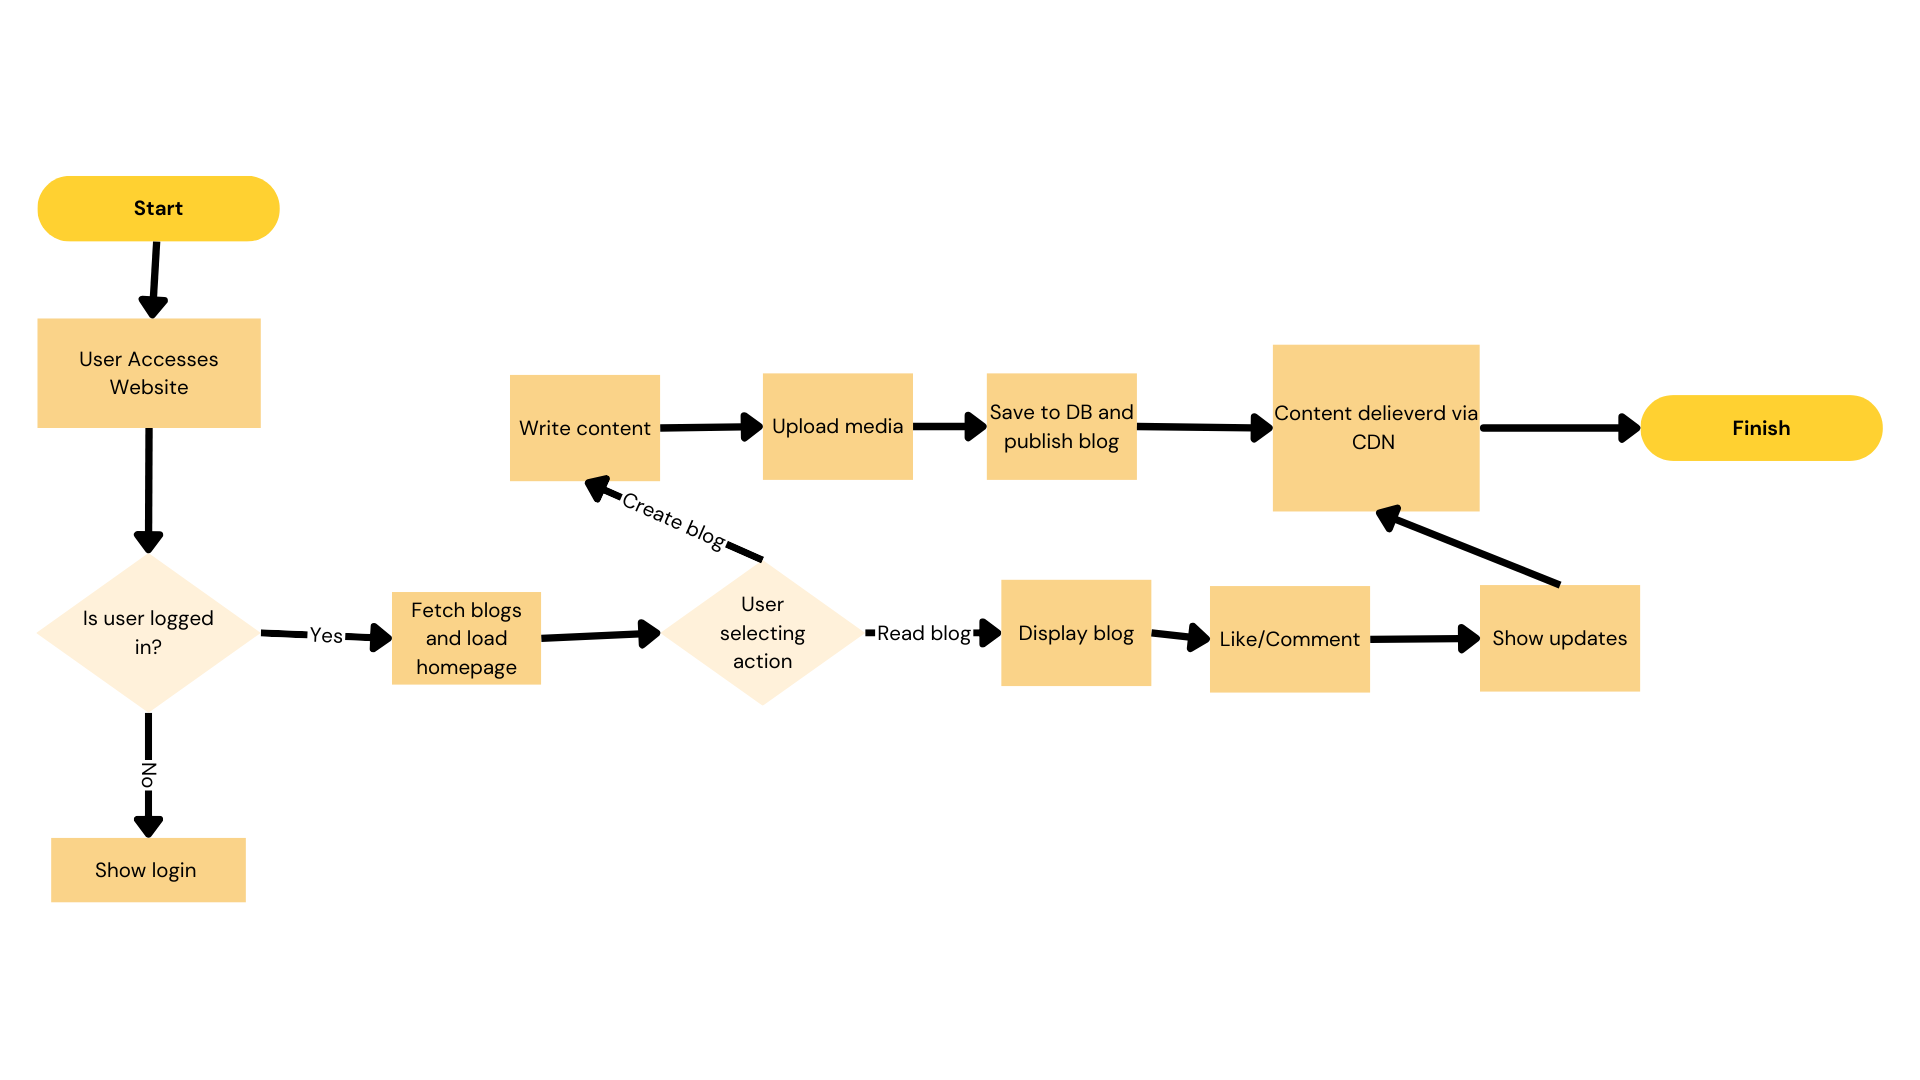 Start
User Accesses
Website
Is user logged
in?
No
Show login
Yes
Fetch blogs
and load
homepage
User
selecting
action
Create blog
Write content
Upload media
Save to DB and
publish blog
Content delieverd via
CDN
Finish
Read blog
Display blog
Like/Comment
Show updates